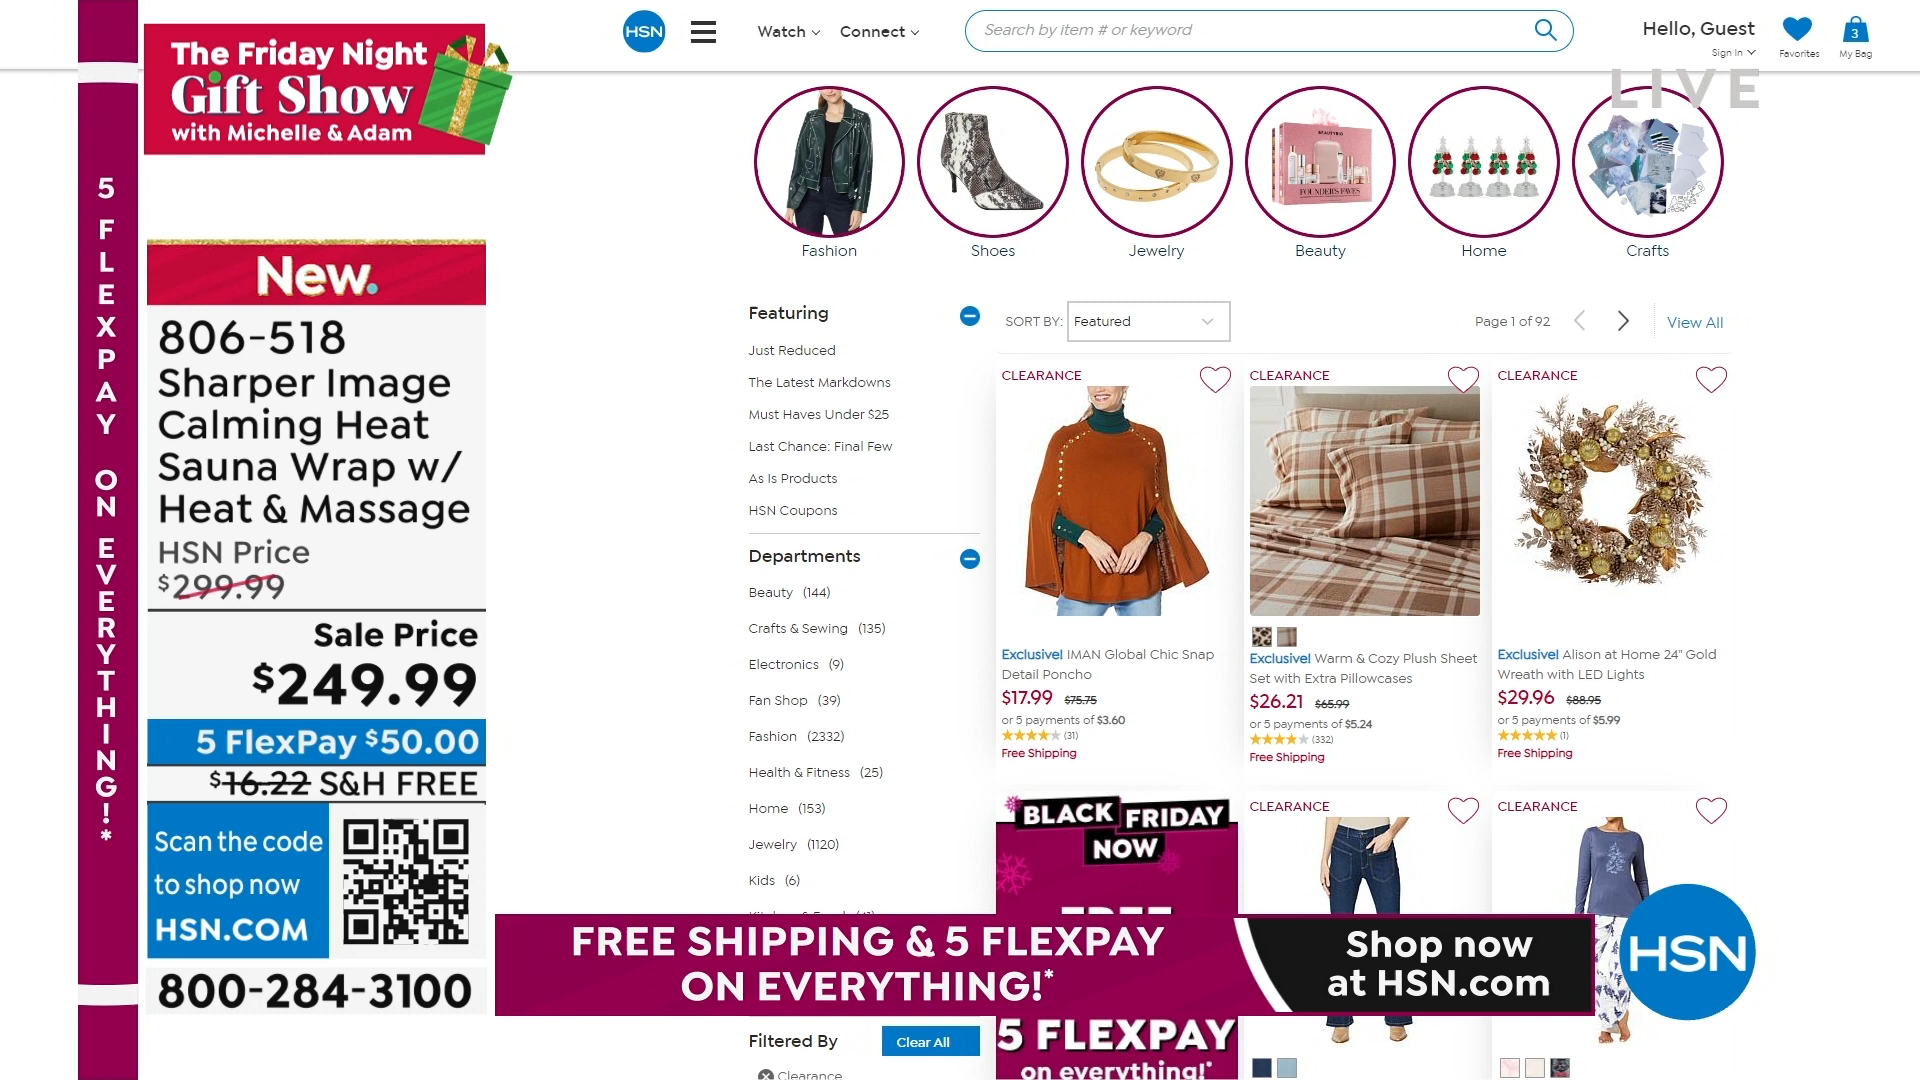 The Friday Night
Gift Show
with Michelle & Adam
5 FLEXPAY ON EVERYTHING!*
New.
806-518
Sharper Image
Calming Heat
Sauna Wrap w/
Heat & Massage
HSN Price
$299.99
Sale Price
$249.99
5 FlexPay $50.00
$16.22 S&H FREE
Scan the code
to shop now
HSN.COM
800-284-3100
HSN
Watch
Connect
Search by item # or keyword
Hello, Guest
Sign In
Favorites
3
My Bag
LIVE
BEAUTYBIO
FOUNDER'S FAVES
Fashion
Shoes
Jewelry
Beauty
Home
Crafts
Featuring
Just Reduced
The Latest Markdowns
Must Haves Under $25
Last Chance: Final Few
As Is Products
HSN Coupons
Departments
Beauty (144)
Crafts & Sewing (135)
Electronics (9)
Fan Shop (39)
Fashion (2332)
Health & Fitness (25)
Home (153)
Jewelry (1120)
Kids (6)
Filtered By
Clear All
Clearance
SORT BY: Featured
Page 1 of 92
View All
CLEARANCE
Exclusive! IMAN Global Chic Snap
Detail Poncho
$17.99 $75.75
or 5 payments of $3.60
(31)
Free Shipping
CLEARANCE
Exclusive! Warm & Cozy Plush Sheet
Set with Extra Pillowcases
$26.21 $65.99
or 5 payments of $5.24
(332)
Free Shipping
CLEARANCE
Exclusive! Alison at Home 24" Gold
Wreath with LED Lights
$29.96 $88.95
or 5 payments of $5.99
(1)
Free Shipping
BLACK FRIDAY
NOW
FREE
5 FLEXPAY
on everything!*
CLEARANCE
CLEARANCE
FREE SHIPPING & 5 FLEXPAY
ON EVERYTHING!*
Shop now
at HSN.com
HSN